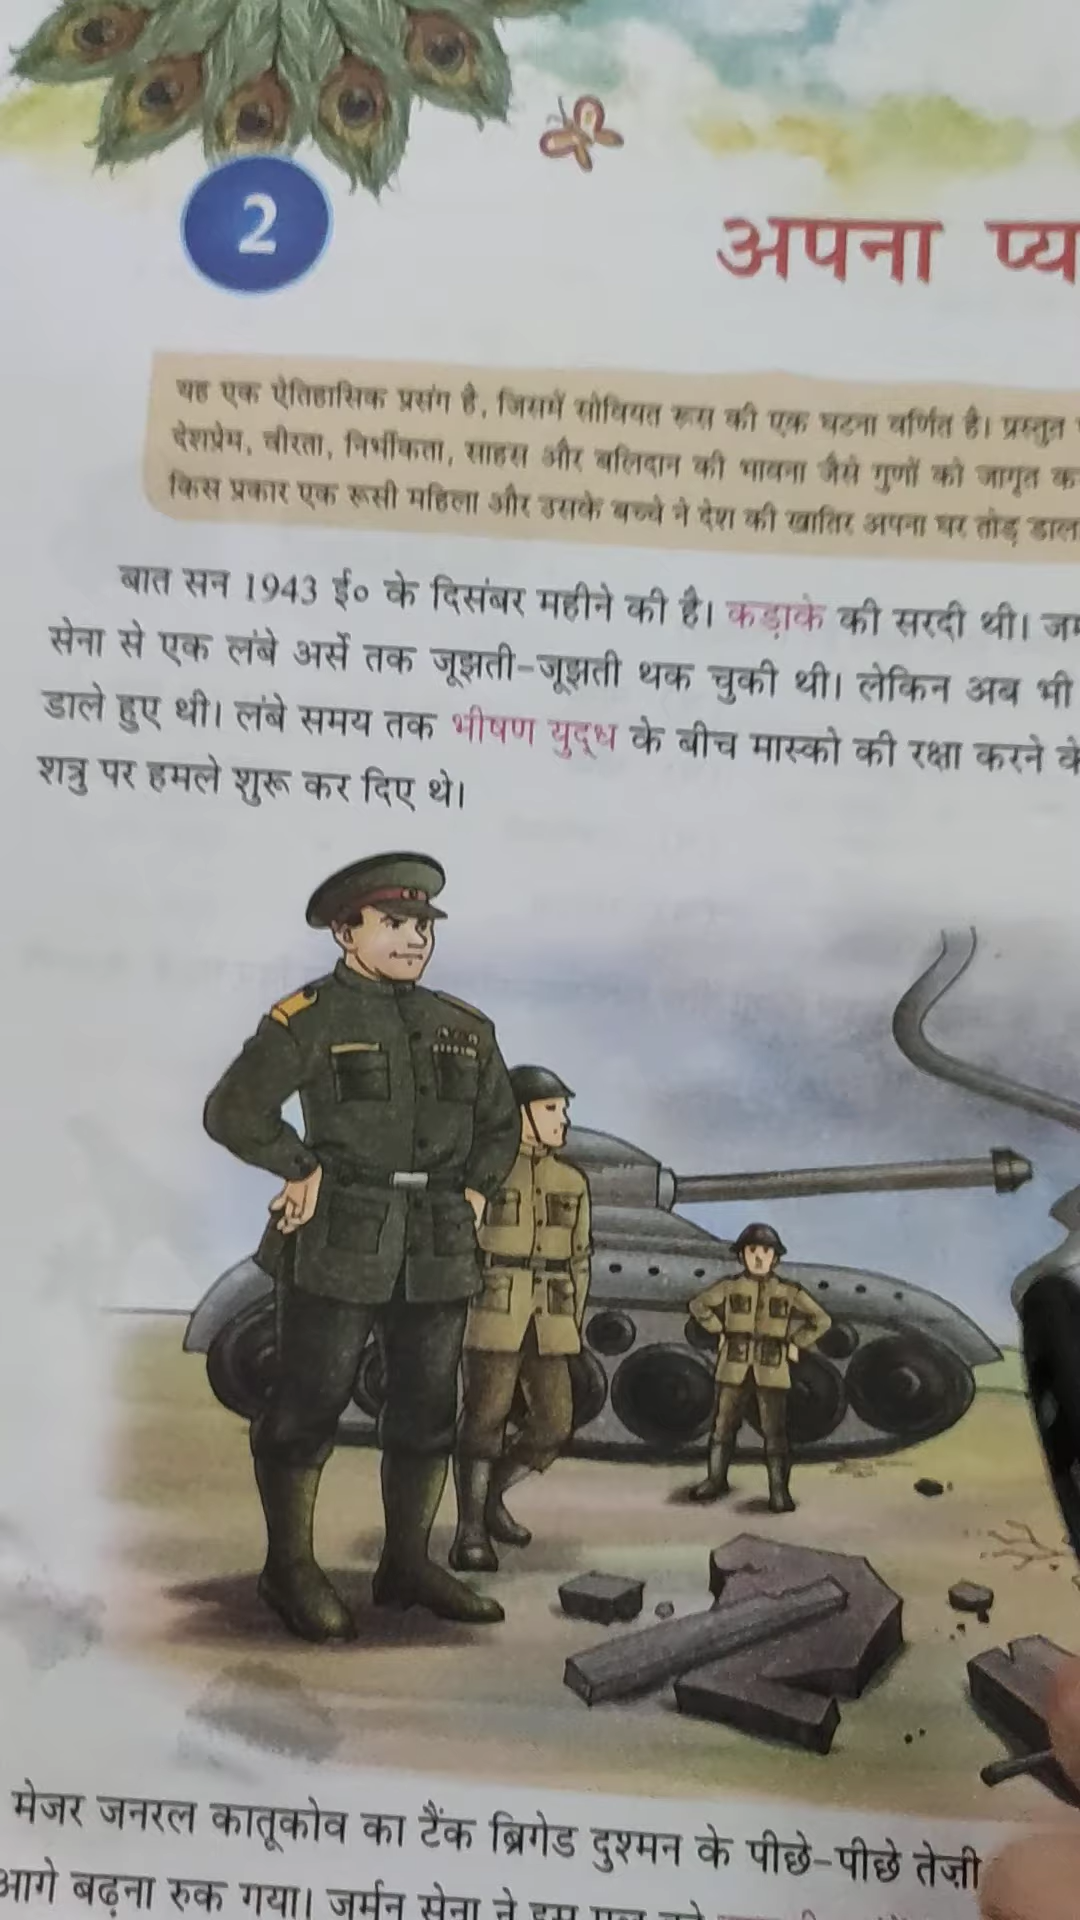 2
अपना प्य
यह एक ऐतिहासिक प्रसंग है, जिसमें सोवियत रूस की एक घटना वर्णित है। प्रस्तुत
देशप्रेम, वीरता, निर्भीकता, साहस और बलिदान की भावना जैसे गुणों को जागृत क
किस प्रकार एक रूसी महिला और उसके बच्चे ने देश की खातिर अपना घर तोड़ डाल
बात सन 1943 ई० के दिसंबर महीने की है। कड़ाके की सरदी थी। जर्म
सेना से एक लंबे अर्से तक जूझती-जूझती थक चुकी थी। लेकिन अब भी
डाले हुए थी। लंबे समय तक भीषण युद्ध के बीच मास्को की रक्षा करने के
शत्रु पर हमले शुरू कर दिए थे।
मेजर जनरल कातूकोव का टैंक ब्रिगेड दुश्मन के पीछे-पीछे तेज़ी
आगे बढ़ना रुक गया। जर्मन सेना ने इस